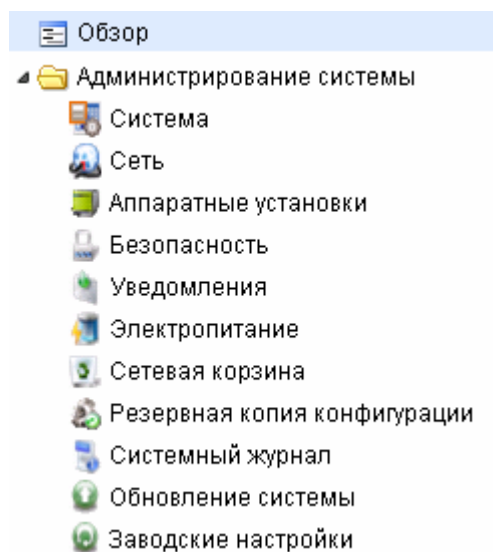 Обзор
Администрирование системы
Система
Сеть
Аппаратные установки
Безопасность
Уведомления
Электропитание
Сетевая корзина
Резервная копия конфигурации
Системный журнал
Обновление системы
Заводские настройки